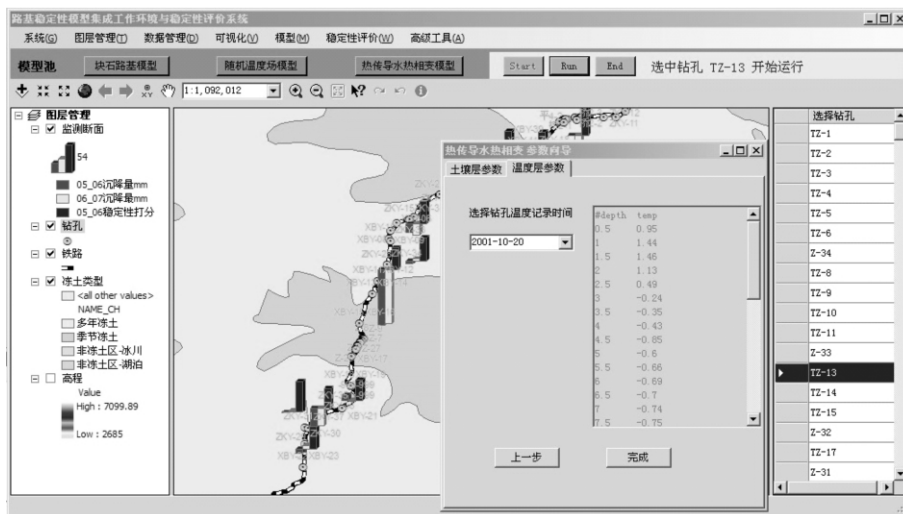 路基稳定性模型集成工作环境与稳定性评价系统
系统(G) 图层管理(T) 数据管理(D) 可视化(V) 模型(M) 稳定性评价(W) 高级工具(A)
模型池 块石路基模型 随机温度场模型 热传导水热相变模型 Start Run End 选中钻孔 TZ-13 开始运行
1:1,092,012
图层管理
监测断面
54
05_06沉降量mm
06_07沉降量mm
05_06稳定性打分
钻孔
铁路
冻土类型
<all other values>
NAME_CH
多年冻土
季节冻土
非冻土区-冰川
非冻土区-湖泊
高程
Value
High : 7099.89
Low : 2685
ZKY-30
XBY-23
XBY-21
热传导水热相变 参数向导
土壤层参数 温度层参数
选择钻孔温度记录时间
2001-10-20
#depth temp
0.5 0.95
1 1.44
1.5 1.46
2 1.13
2.5 0.49
3 -0.24
3.5 -0.35
4 -0.43
4.5 -0.65
5 -0.6
5.5 -0.66
6 -0.69
6.5 -0.7
7 -0.74
7.5 -0.75
上一步 完成
选择钻孔
TZ-1
TZ-2
TZ-3
TZ-4
TZ-5
TZ-6
Z-34
TZ-8
TZ-9
TZ-10
TZ-11
Z-33
TZ-13
TZ-14
TZ-15
Z-32
TZ-17
Z-31